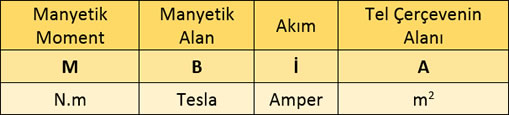 Manyetik Moment Manyetik Alan Akım Tel Çerçevenin Alanı
M B İ A
N.m Tesla Amper m²